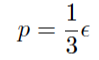 p = \frac{1}{3} \epsilon